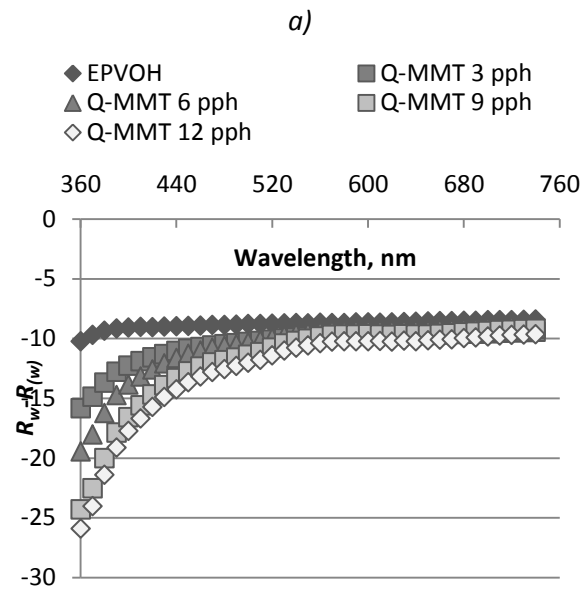 a)
EPVOH Q-MMT 3 pph
Q-MMT 6 pph Q-MMT 9 pph
Q-MMT 12 pph
360 440 520 600 680 760
0
Wavelength, nm
-5
-10
-15
-20
-25
-30
Rw-R(w)